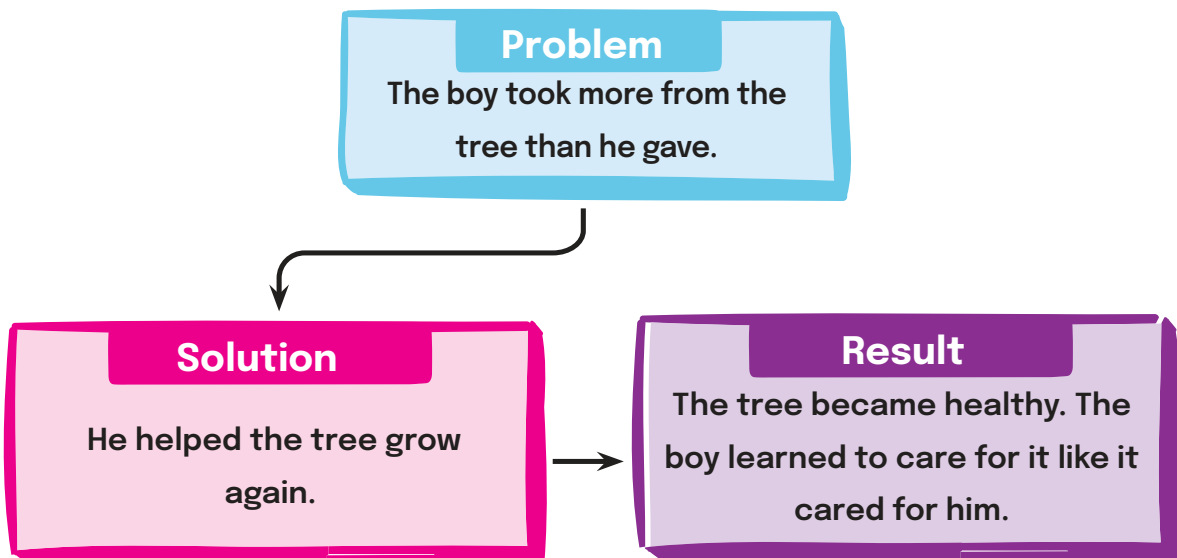 Problem
The boy took more from the
tree than he gave.
Solution
He helped the tree grow
again.
Result
The tree became healthy. The
boy learned to care for it like it
cared for him.